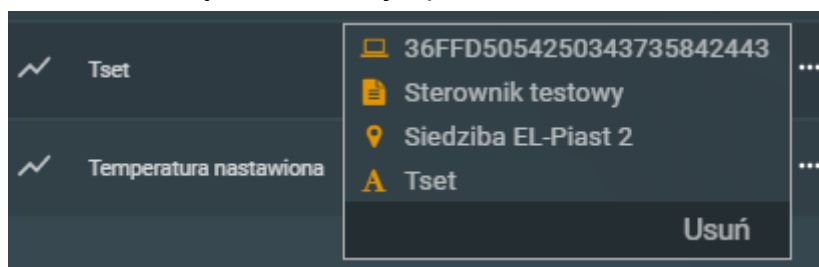 Tset
Temperatura nastawiona
36FFD5054250343735842443
Sterownik testowy
Siedziba EL-Piast 2
Tset
Usuń